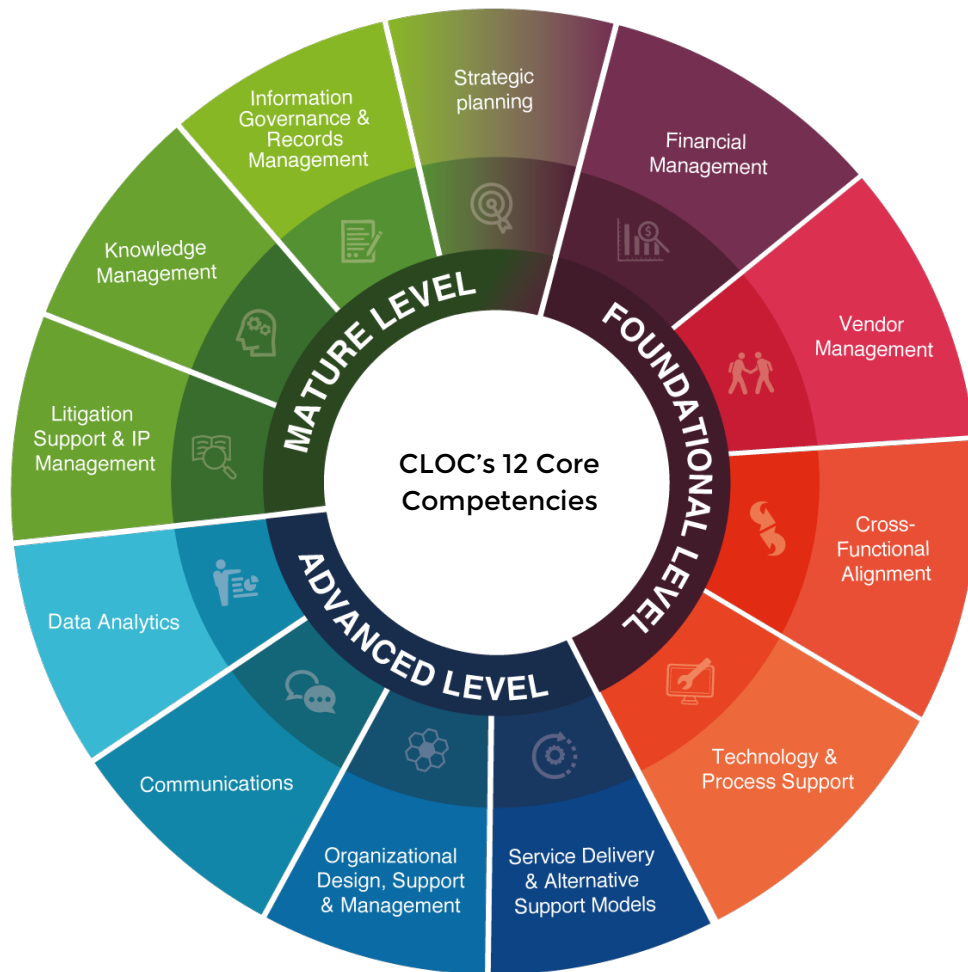 Strategic
planning
Financial
Management
Vendor
Management
Cross-
Functional
Alignment
Technology &
Process Support
Service Delivery
& Alternative
Support Models
Organizational
Design, Support
& Management
Communications
Data Analytics
Litigation
Support & IP
Management
Knowledge
Management
Information
Governance &
Records
Management
MATURE LEVEL
FOUNDATIONAL LEVEL
ADVANCED LEVEL
CLOC's 12 Core
Competencies